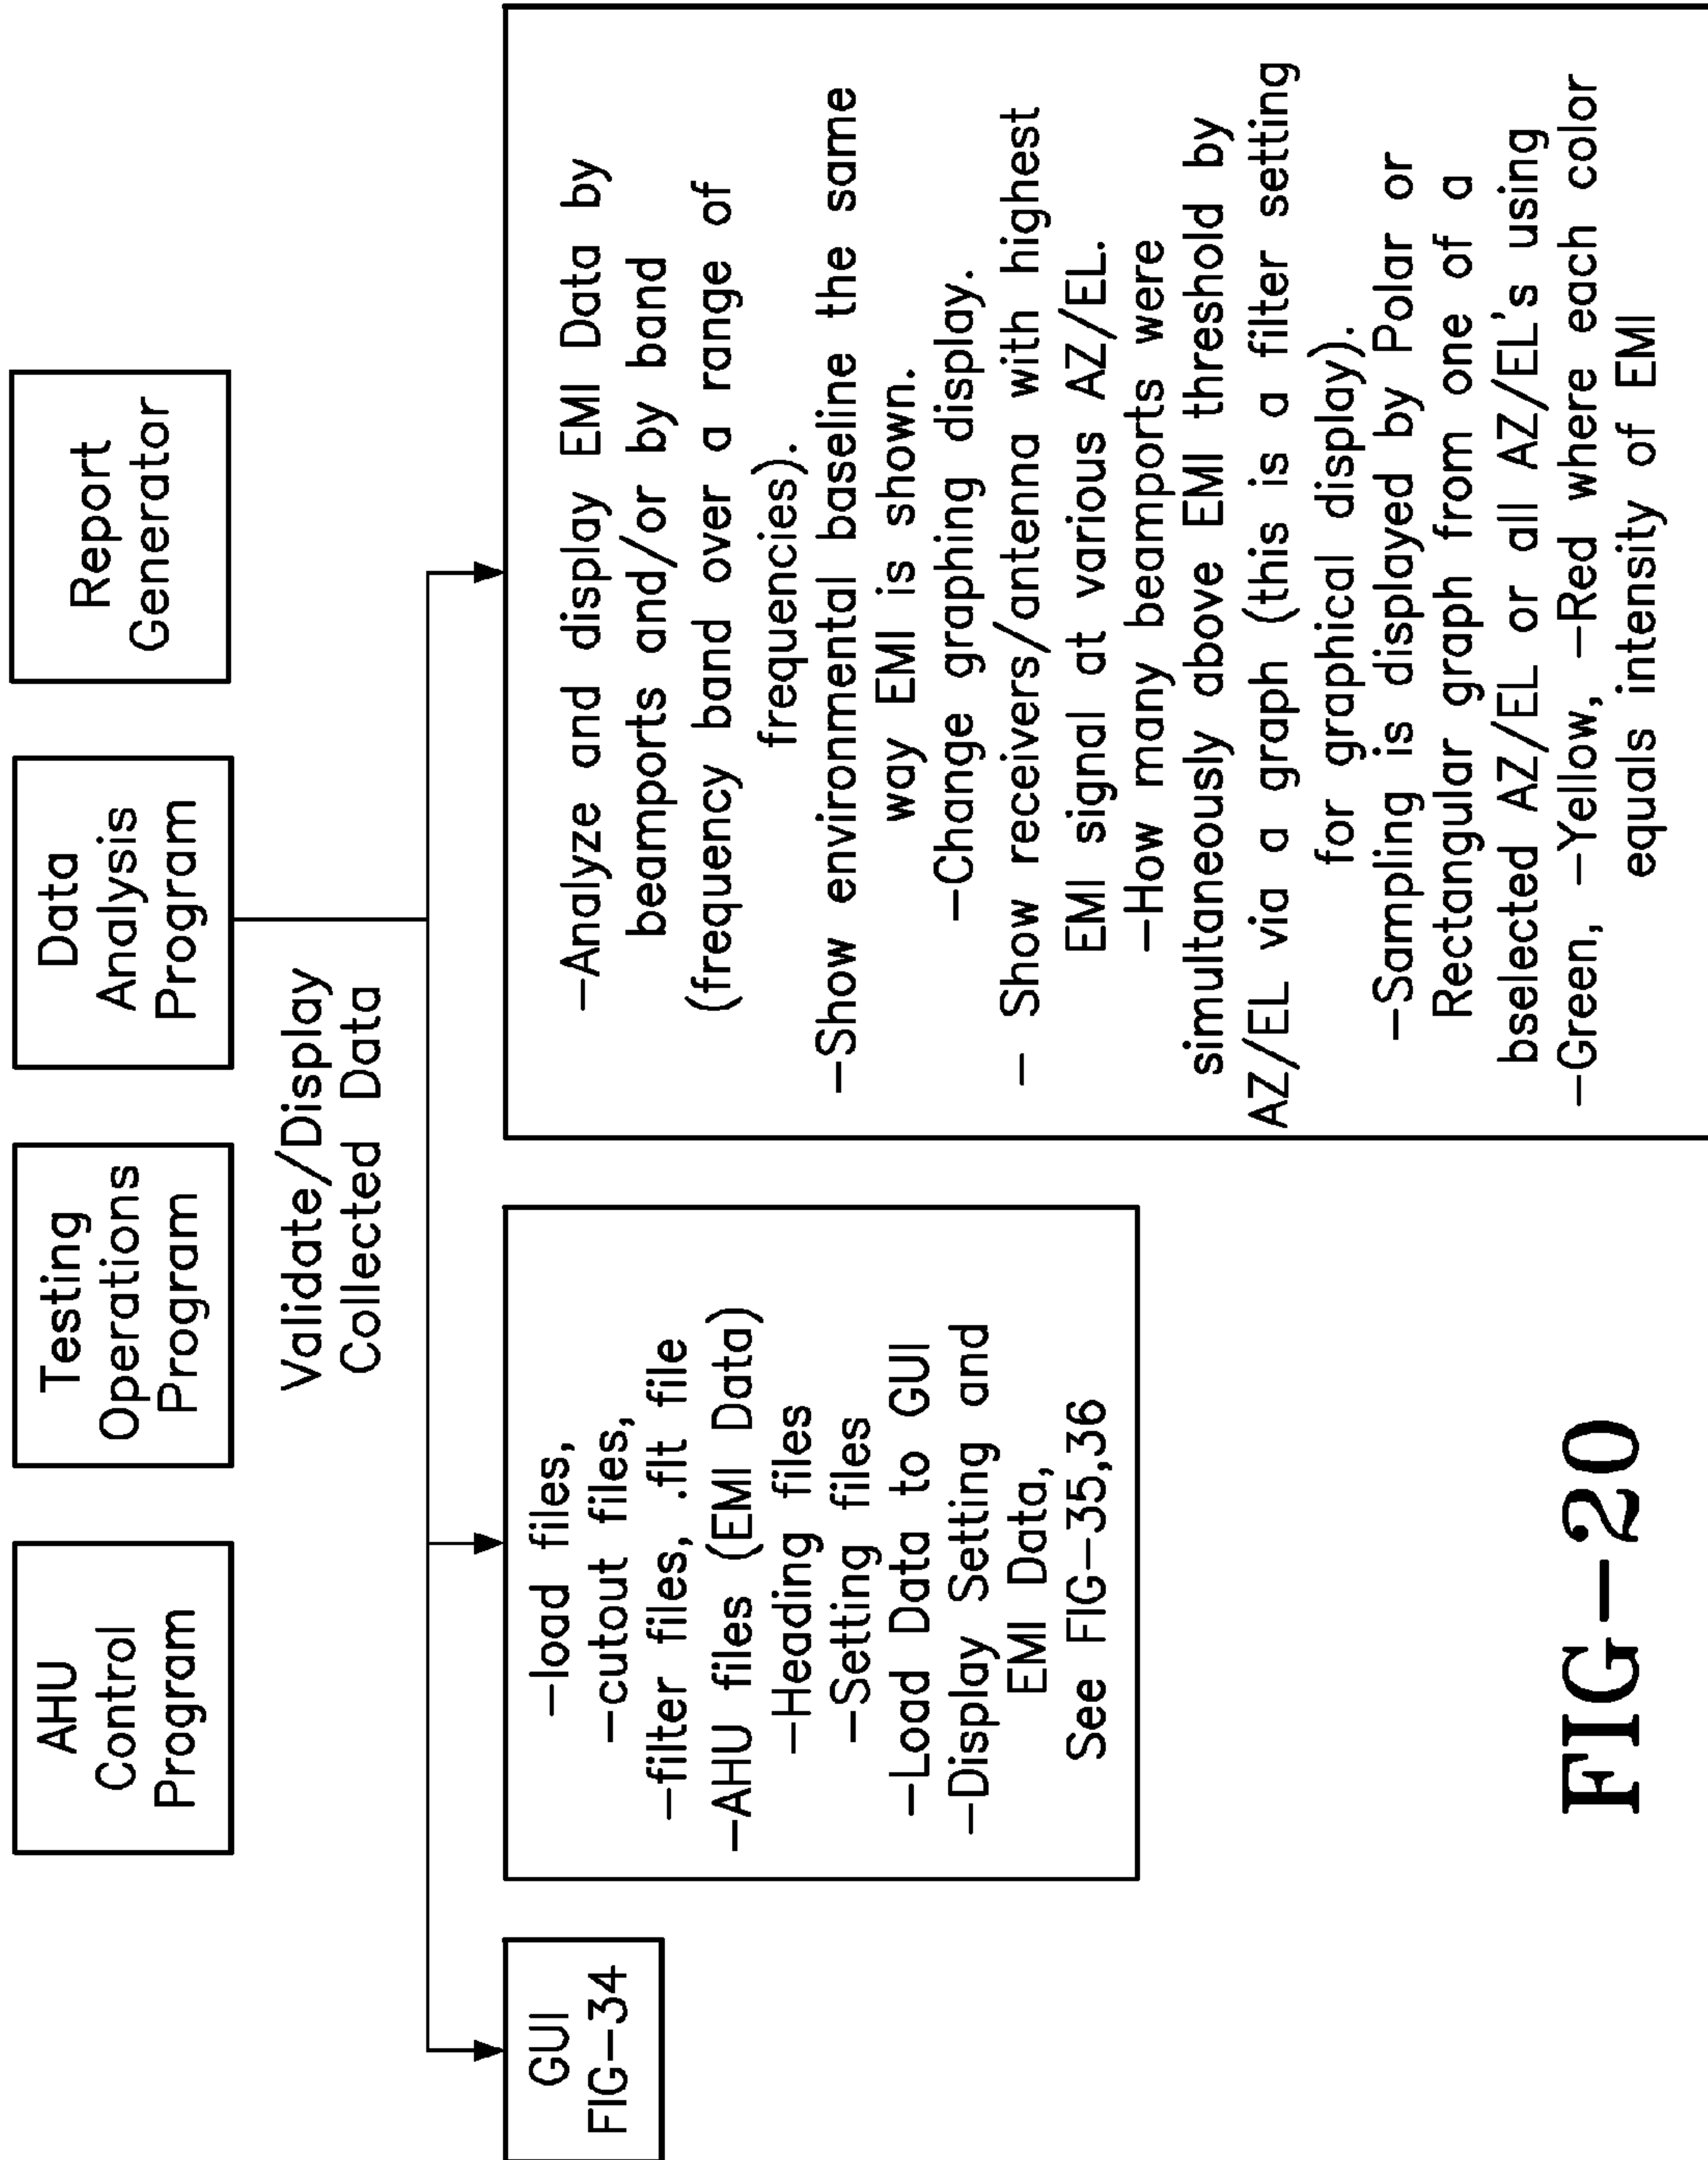 AHU
Control
Program
Testing
Operations
Program
Data
Analysis
Program
Report
Generator
Validate/Display
Collected Data
GUI
FIG-34
-load files,
-cutout files,
-filter files, .flt file
-AHU files (EMI Data)
-Heading files
-Setting files
-Load Data to GUI
-Display Setting and
EMI Data,
See FIG-35,36
-Analyze and display EMI Data by
beamports and/or by band
(frequency band over a range of
frequencies).
-Show environmental baseline the same
way EMI is shown.
-Change graphing display.
- Show receivers/antenna with highest
EMI signal at various AZ/EL.
-How many beamports were
simultaneously above EMI threshold by
AZ/EL via a graph (this is a filter setting
for graphical display).
-Sampling is displayed by Polar or
Rectangular graph from one of a
bselected AZ/EL or all AZ/EL's using
-Green, -Yellow, -Red where each color
equals intensity of EMI
FIG-20